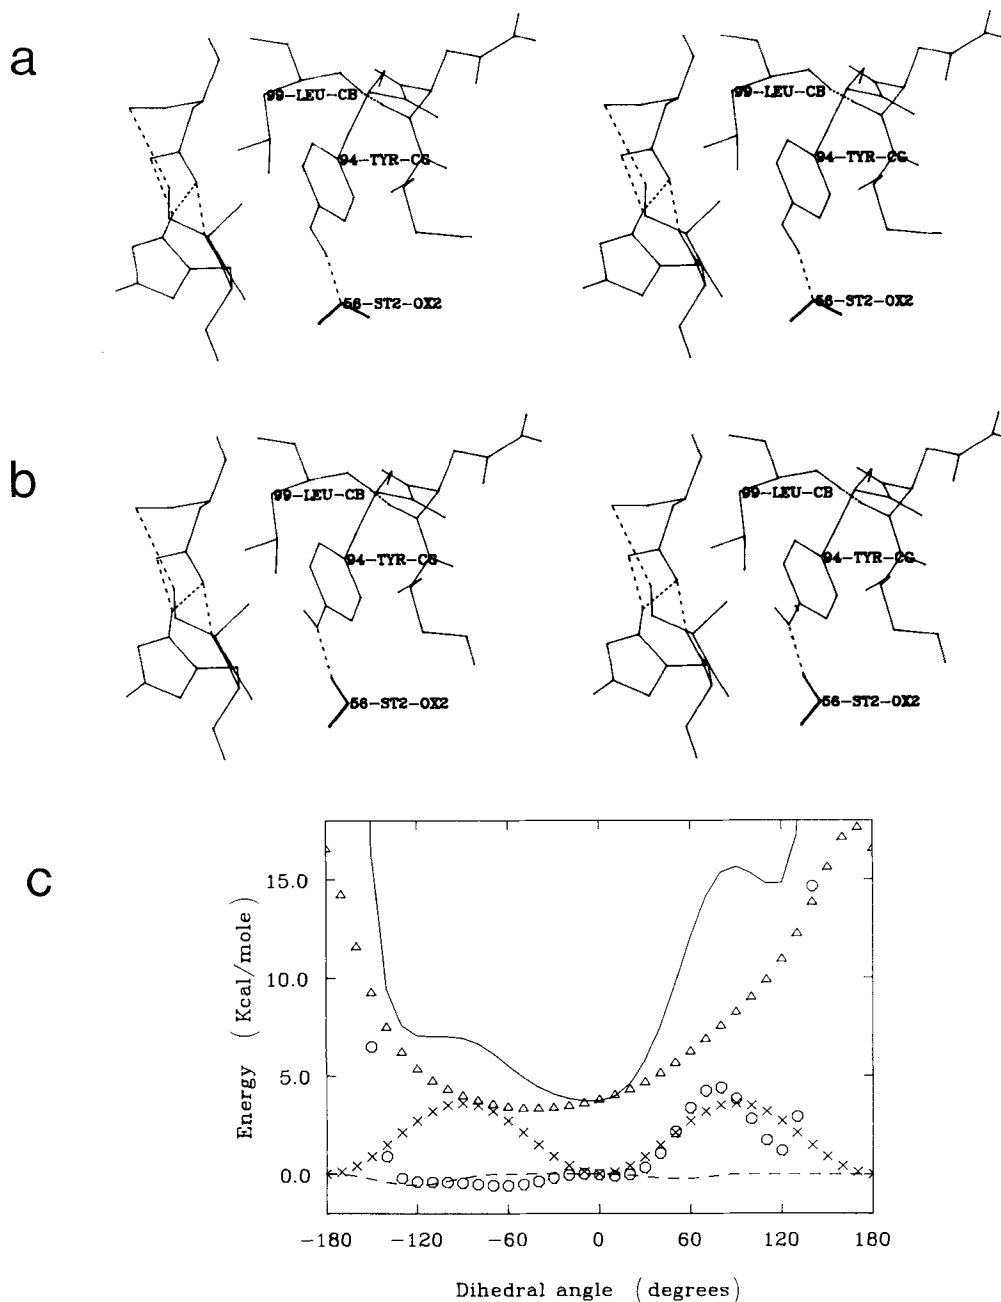 a
99-LEU-CB 99-LEU-CB
94-TYR-CG 94-TYR-CG
56-ST2-OX2 56-ST2-OX2
b
99-LEU-CB 99-LEU-CB
94-TYR-CG 94-TYR-CG
56-ST2-OX2 56-ST2-OX2
c
Energy (Kcal/mole)
15.0
10.0
5.0
0.0
-180 -120 -60 0 60 120 180
Dihedral angle (degrees)